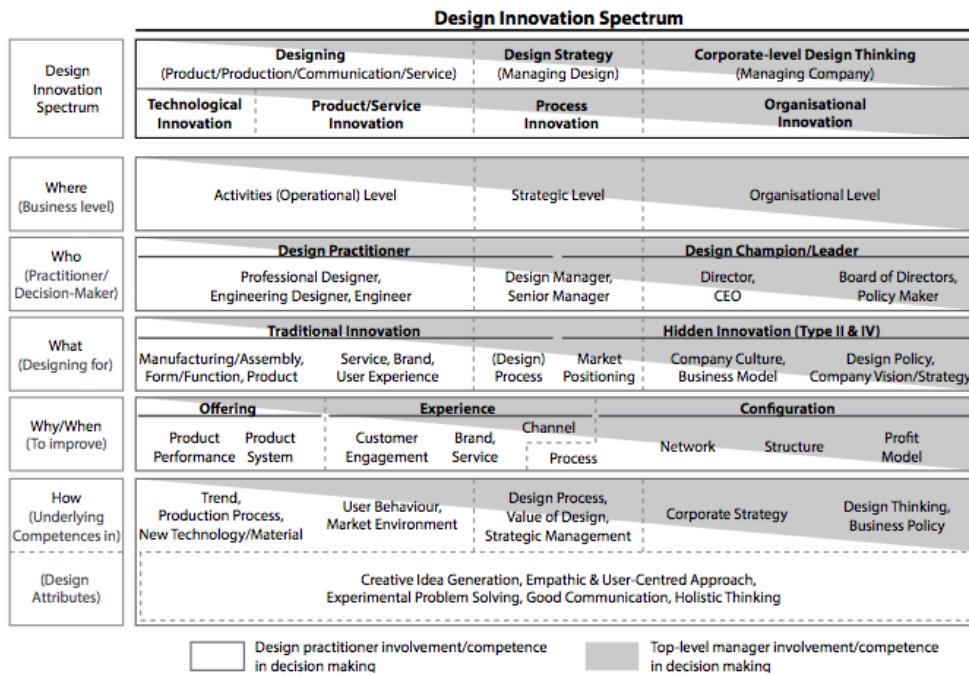 Design Innovation Spectrum
Design
Innovation
Spectrum
Designing
(Product/Production/Communication/Service)
Design Strategy
(Managing Design)
Corporate-level Design Thinking
(Managing Company)
Technological
Innovation
Product/Service
Innovation
Process
Innovation
Organisational
Innovation
Where
(Business level)
Activities (Operational) Level
Strategic Level
Organisational Level
Who
(Practitioner/
Decision-Maker)
Design Practitioner
Design Champion/Leader
Professional Designer,
Engineering Designer, Engineer
Design Manager,
Senior Manager
Director,
CEO
Board of Directors,
Policy Maker
What
(Designing for)
Traditional Innovation
Hidden Innovation (Type II & IV)
Manufacturing/Assembly,
Form/Function, Product
Service, Brand,
User Experience
(Design)
Process
Market
Positioning
Company Culture,
Business Model
Design Policy,
Company Vision/Strategy
Why/When
(To improve)
Offering
Experience
Configuration
Product
Performance
Product
System
Customer
Engagement
Brand,
Service
Channel
Process
Network
Structure
Profit
Model
How
(Underlying
Competences in)
Trend,
Production Process,
New Technology/Material
User Behaviour,
Market Environment
Design Process,
Value of Design,
Strategic Management
Corporate Strategy
Design Thinking,
Business Policy
(Design
Attributes)
Creative Idea Generation, Empathic & User-Centred Approach,
Experimental Problem Solving, Good Communication, Holistic Thinking
Design practitioner involvement/competence
in decision making
Top-level manager involvement/competence
in decision making